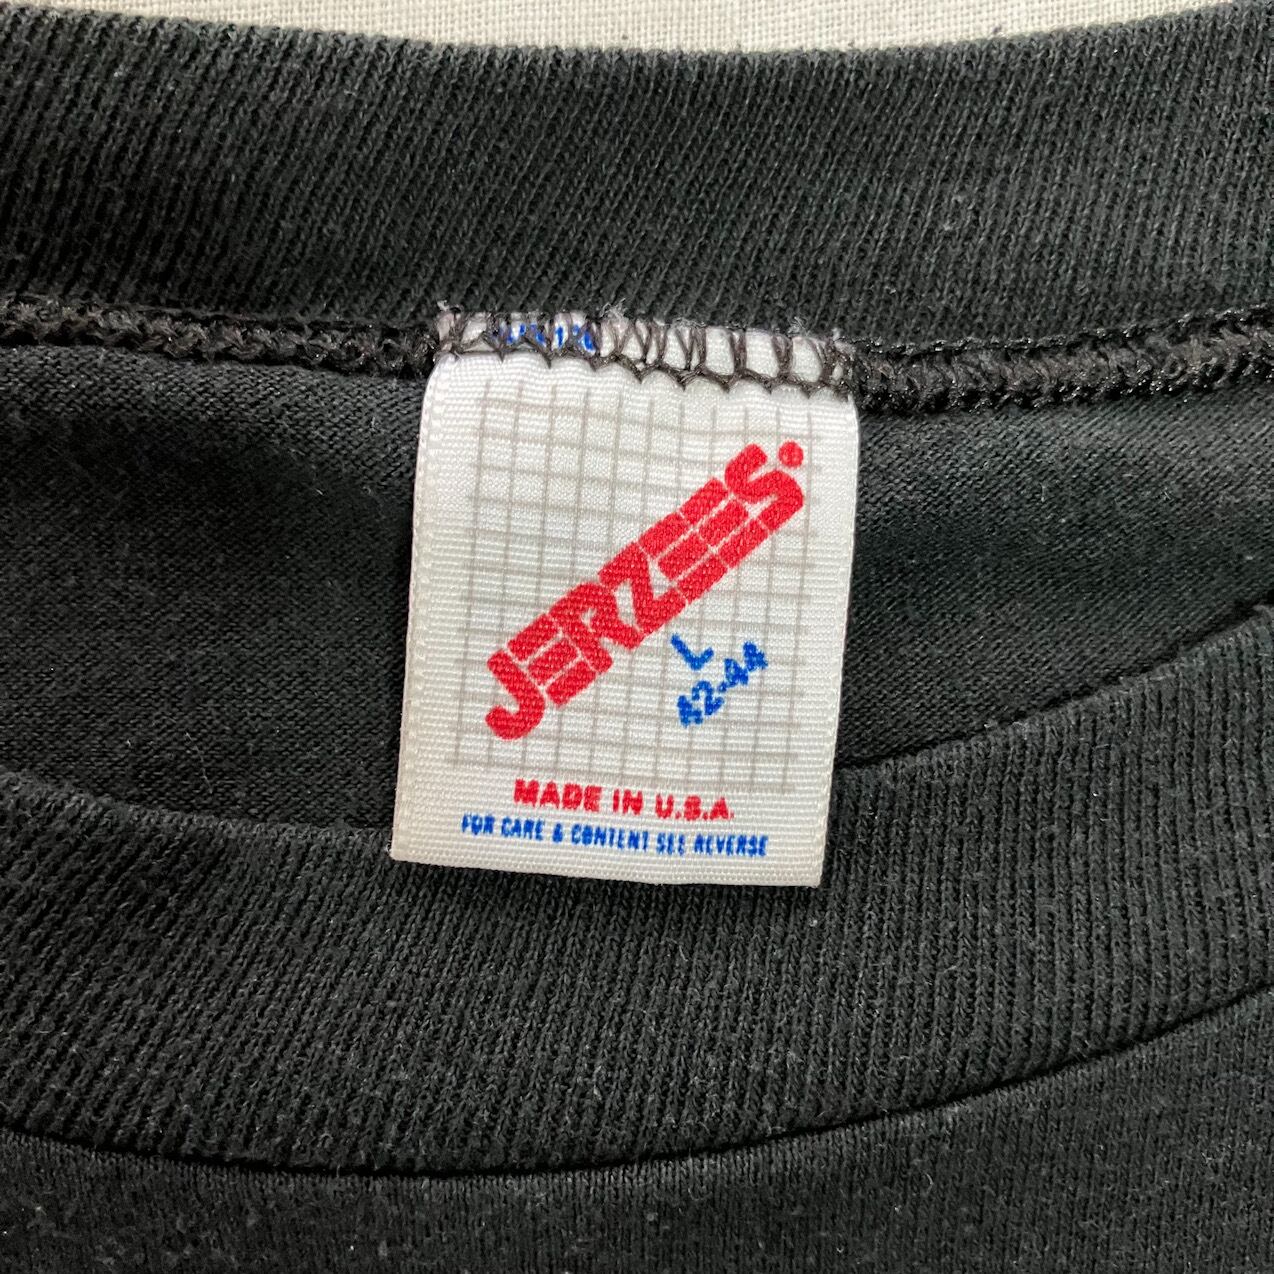 JERZEES
L
42-44
MADE IN U.S.A.
FOR CARE & CONTENT SEE REVERSE